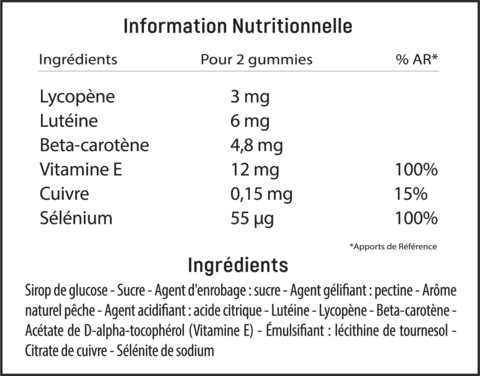 Information Nutritionnelle
Ingrédients Pour 2 gummies % AR*
Lycopène 3 mg
Lutéine 6 mg
Beta-carotène 4,8 mg
Vitamine E 12 mg 100%
Cuivre 0,15 mg 15%
Sélénium 55 µg 100%
*Apports de Référence
Ingrédients
Sirop de glucose - Sucre - Agent d'enrobage : sucre - Agent gélifiant : pectine - Arôme
naturel pêche - Agent acidifiant : acide citrique - Lutéine - Lycopène - Beta-carotène -
Acétate de D-alpha-tocophérol (Vitamine E) - Émulsifiant : lécithine de tournesol -
Citrate de cuivre - Sélénite de sodium